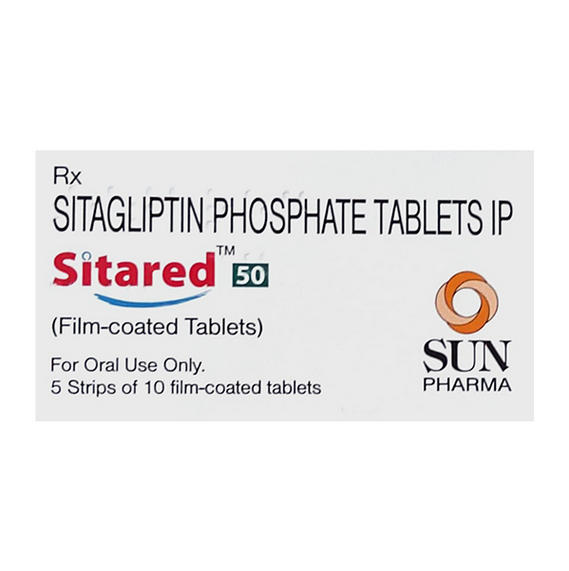 Rx
SITAGLIPTIN PHOSPHATE TABLETS IP
Sitared™ 50
(Film-coated Tablets)
For Oral Use Only.
5 Strips of 10 film-coated tablets
SUN
PHARMA